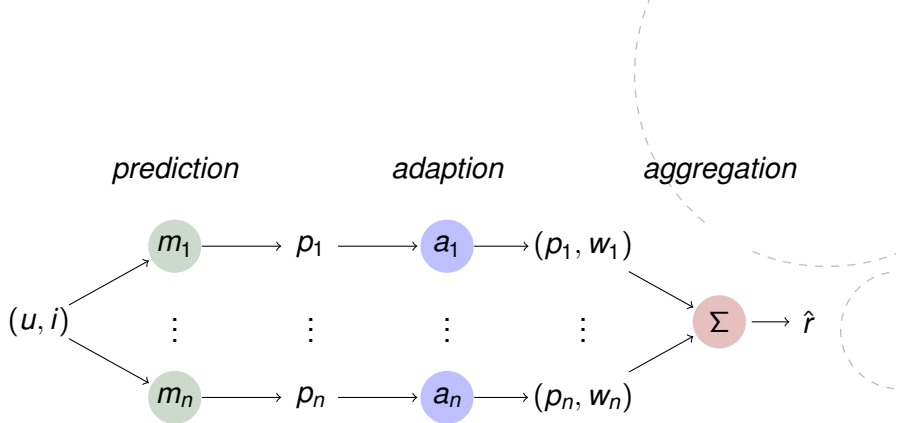 prediction adaption aggregation
m₁ p₁ a₁ (p₁, w₁)
(u, i) ⋮ ⋮ ⋮ ⋮ Σ r̂
mₙ pₙ aₙ (pₙ, wₙ)